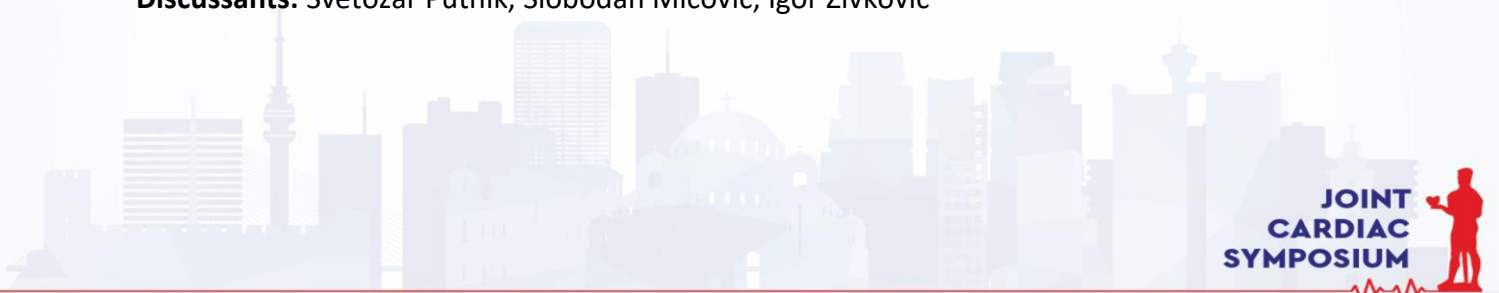 Discussants: Svetozar Putnik, Slobodan Mićović, Igor Živković
JOINT
CARDIAC
SYMPOSIUM